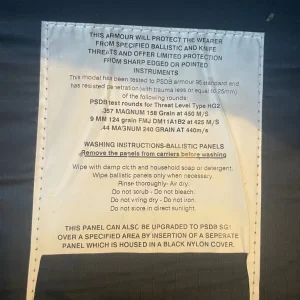 THIS ARMOUR WILL PROTECT THE WEARER
FROM SPECIFIED BALLISTIC AND KNIFE
THREATS AND OFFER LIMITED PROTECTION
FROM SHARP EDGED OR POINTED
INSTRUMENTS
This model has been tested to PSDB armour 95 standard and
has resisted penetration (with trauma less or equal to 25mm)
of the following rounds
PSDB test rounds for Threat Level Type HG2
.357 MAGNUM 158 Grain at 450 M/S
9 MM 124 grain FMJ DM11A1B2 at 425 M/S
.44 MAGNUM 240 GRAIN AT 440m/s
WASHING INSTRUCTIONS-BALLISTIC PANELS
Remove the panels from carriers before washing
Wipe with damp cloth and household soap or detergent.
Wipe ballistic panels only when necessary.
Rinse thoroughly- Air dry.
Do not scrub - Do not bleach.
Do not wring dry - Do not iron.
Do not store in direct sunlight.
THIS PANEL CAN ALSO BE UPGRADED TO PSDB SG1
OVER A SPECIFIED AREA BY INSERTION OF A SEPERATE
PANEL WHICH IS HOUSED IN A BLACK NYLON COVER.